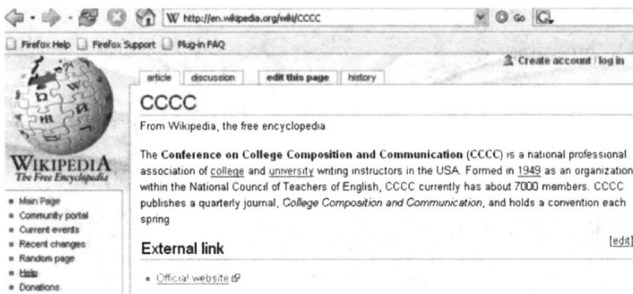 W http://en.wikipedia.org/wiki/CCCC Go G
Firefox Help Firefox Support Plug-in FAQ
Create account / log in
article discussion edit this page history
CCCC
From Wikipedia, the free encyclopedia
The Conference on College Composition and Communication (CCCC) is a national professional
association of college and university writing instructors in the USA. Formed in 1949 as an organization
within the National Council of Teachers of English, CCCC currently has about 7000 members. CCCC
publishes a quarterly journal, College Composition and Communication, and holds a convention each
spring
External link [edit]
Official website
WIKIPEDIA
The Free Encyclopedia
Main Page
Community portal
Current events
Recent changes
Random page
Help
Donations